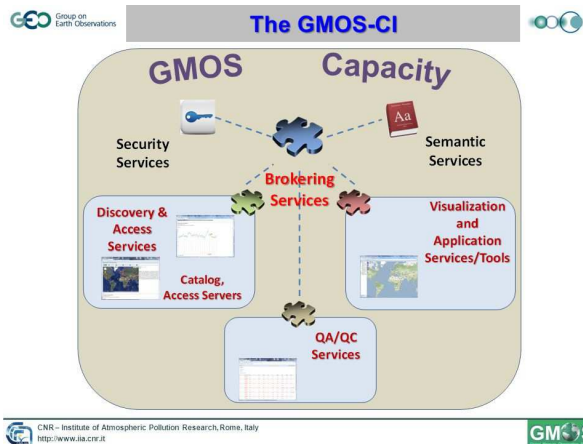 GEO
Group on
Earth Observations
The GMOS-CI
GMOS Capacity
Aa
Security
Services
Semantic
Services
Brokering
Services
Discovery &
Access
Services
Catalog,
Access Servers
Visualization
and
Application
Services/Tools
QA/QC
Services
CNR – Institute of Atmospheric Pollution Research, Rome, Italy
http://www.iia.cnr.it
GMOS